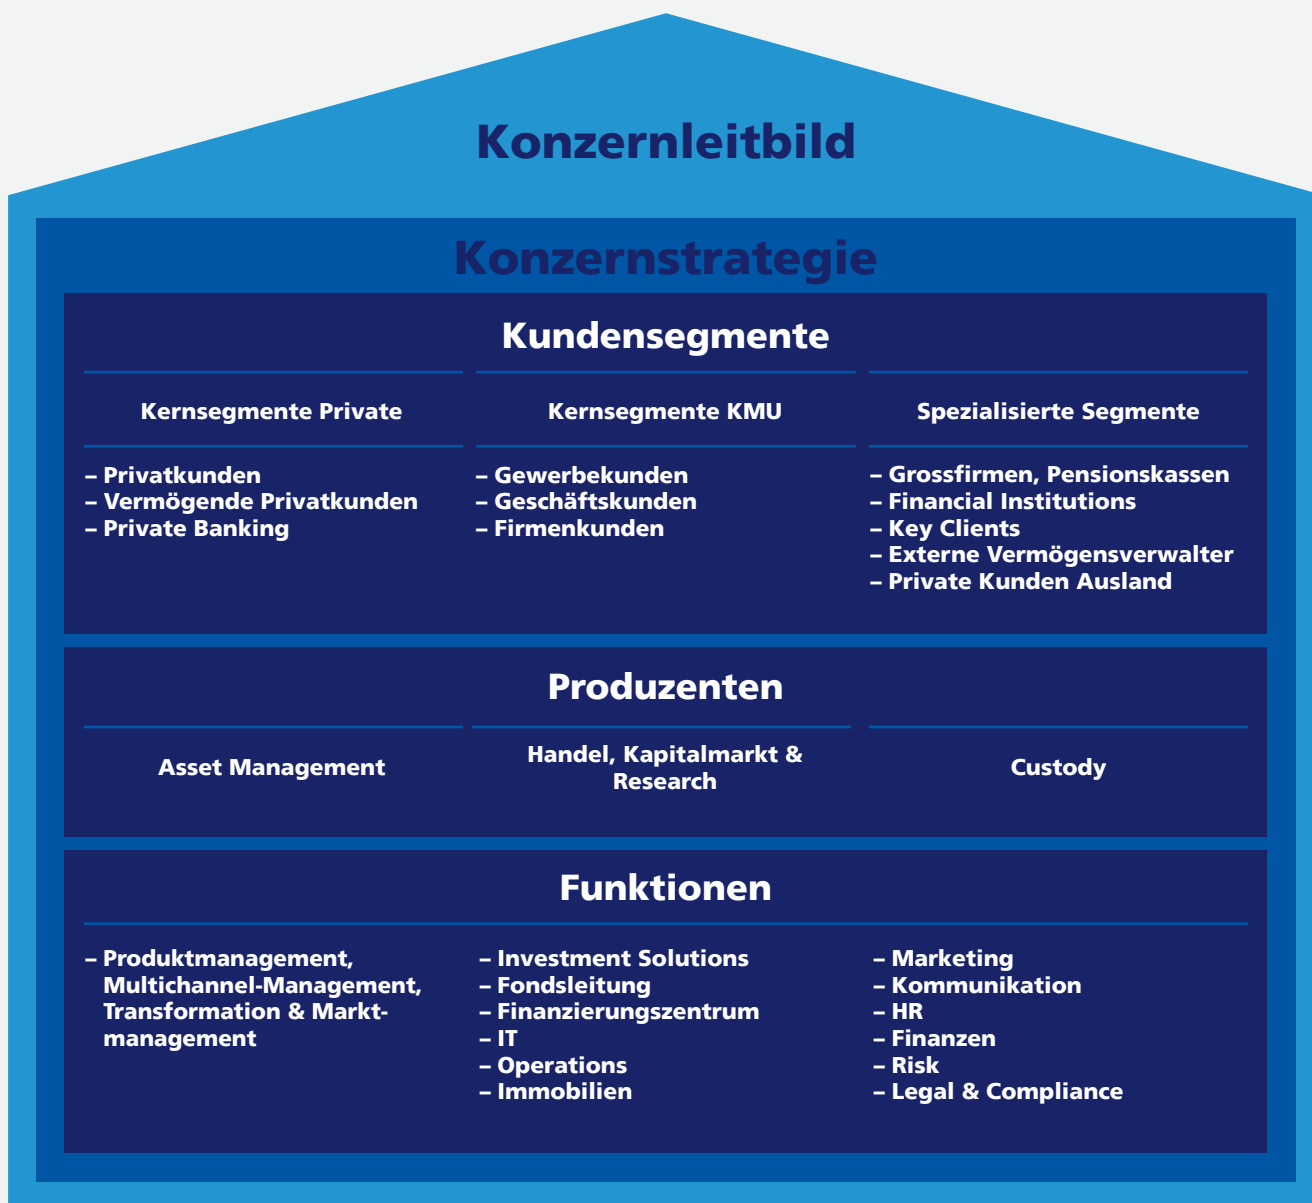 Konzernleitbild
Konzernstrategie
Kundensegmente
Kernsegmente Private
– Privatkunden
– Vermögende Privatkunden
– Private Banking
Kernsegmente KMU
– Gewerbekunden
– Geschäftskunden
– Firmenkunden
Spezialisierte Segmente
– Grossfirmen, Pensionskassen
– Financial Institutions
– Key Clients
– Externe Vermögensverwalter
– Private Kunden Ausland
Produzenten
Asset Management
Handel, Kapitalmarkt &
Research
Custody
Funktionen
– Produktmanagement,
Multichannel-Management,
Transformation & Markt-
management
– Investment Solutions
– Fondsleitung
– Finanzierungszentrum
– IT
– Operations
– Immobilien
– Marketing
– Kommunikation
– HR
– Finanzen
– Risk
– Legal & Compliance